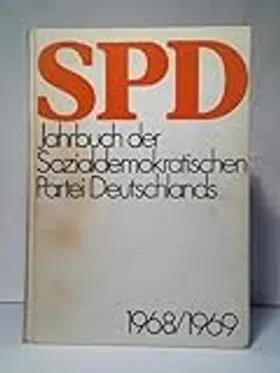 SPD
Jahrbuch der
Sozialdemokratischen
Partei Deutschlands
1968/1969